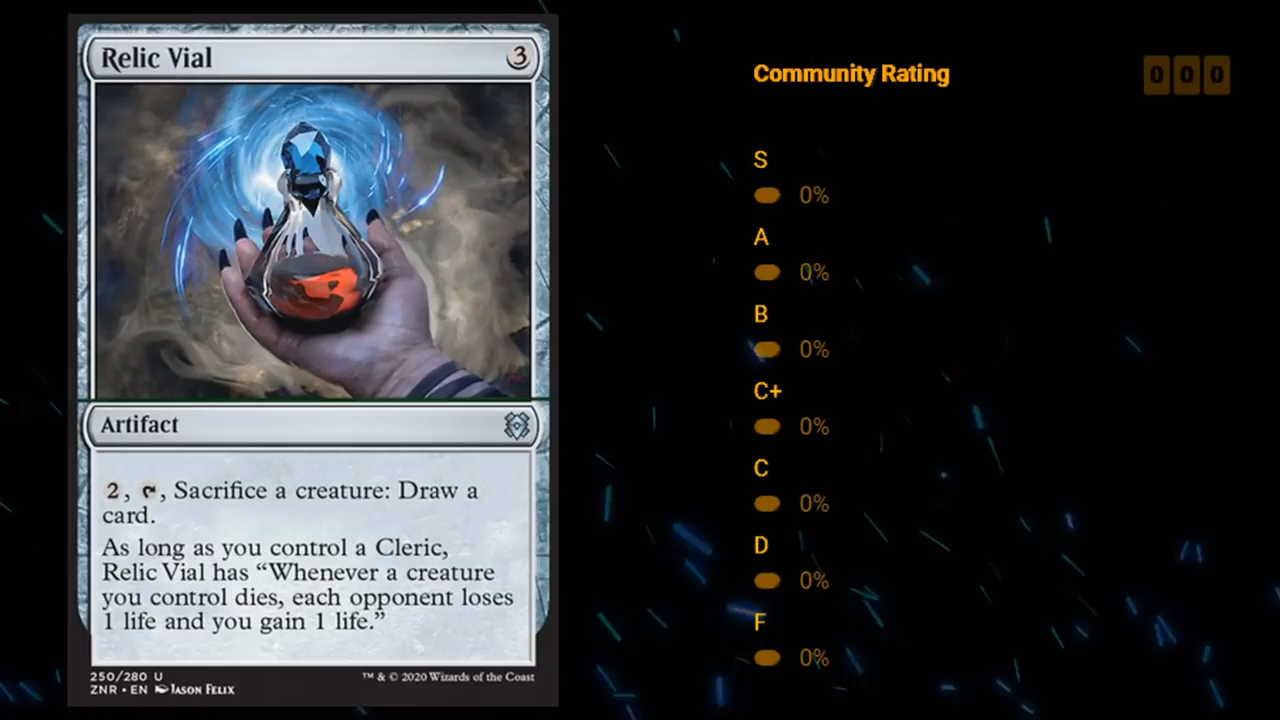 Relic Vial 3
Artifact
2, , Sacrifice a creature: Draw a
card.
As long as you control a Cleric,
Relic Vial has “Whenever a creature
you control dies, each opponent loses
1 life and you gain 1 life.”
250/280 U
ZNR • EN Jason Felix
™ & © 2020 Wizards of the Coast
Community Rating
0 0 0
S
0%
A
0%
B
0%
C+
0%
C
0%
D
0%
F
0%